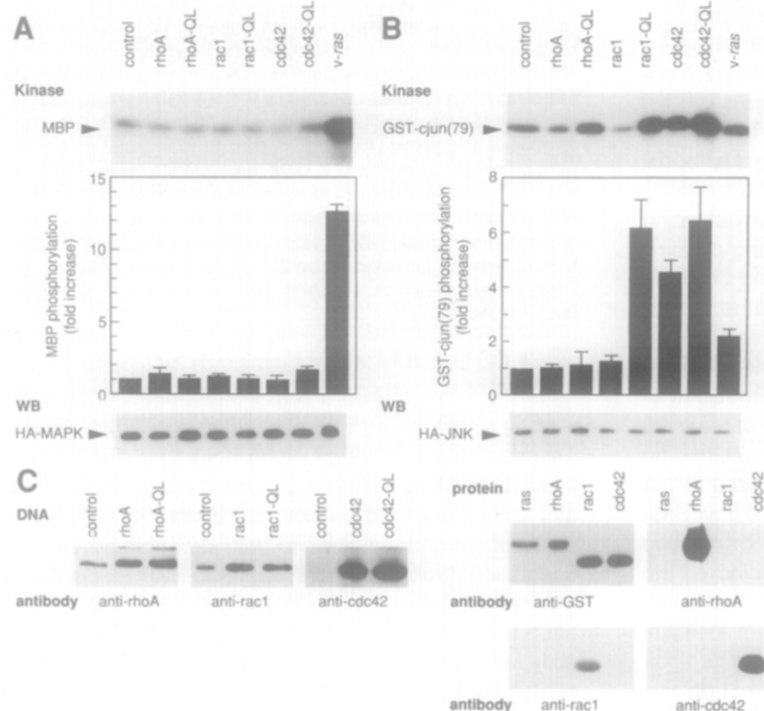 A
control rhoA rhoA-QL rac1 rac1-QL cdc42 cdc42-QL v-ras
Kinase
MBP
15
10
5
0
MBP phosphorylation
(fold increase)
WB
HA-MAPK
B
control rhoA rhoA-QL rac1 rac1-QL cdc42 cdc42-QL v-ras
Kinase
GST-cjun(79)
8
6
4
2
0
GST-cjun(79) phosphorylation
(fold increase)
WB
HA-JNK
C
DNA
control rhoA rhoA-QL control rac1 rac1-QL control cdc42 cdc42-QL
antibody anti-rhoA anti-rac1 anti-cdc42
protein
ras rhoA rac1 cdc42 ras rhoA rac1 cdc42
antibody anti-GST anti-rhoA
antibody anti-rac1 anti-cdc42